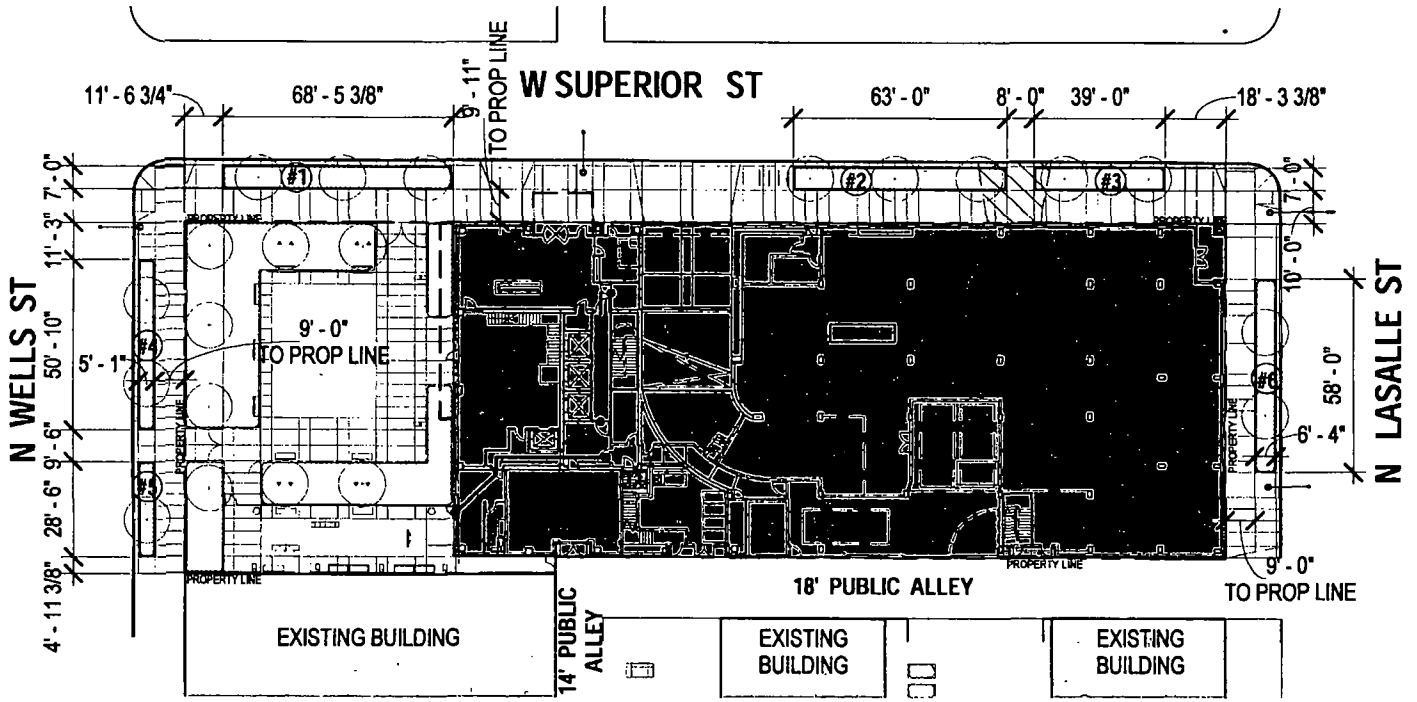 W SUPERIOR ST
11' - 6 3/4"
68' - 5 3/8"
9' - 11"
TO PROP LINE
63' - 0"
8' - 0"
39' - 0"
18' - 3 3/8"
7' - 0"
#1
#2
#3
7' - 0"
PROPERTY LINE
11' - 3"
10' - 0"
N WELLS ST
50' - 10"
#4
5' - 1"
9' - 0"
TO PROP LINE
PROPERTY LINE
9' - 6"
#5
28' - 6"
4' - 11 3/8"
PROPERTY LINE
N LASALLE ST
58' - 0"
#6
6' - 4"
PROPERTY LINE
PROPERTY LINE
9' - 0"
TO PROP LINE
18' PUBLIC ALLEY
14' PUBLIC
ALLEY
EXISTING BUILDING
EXISTING
BUILDING
EXISTING
BUILDING